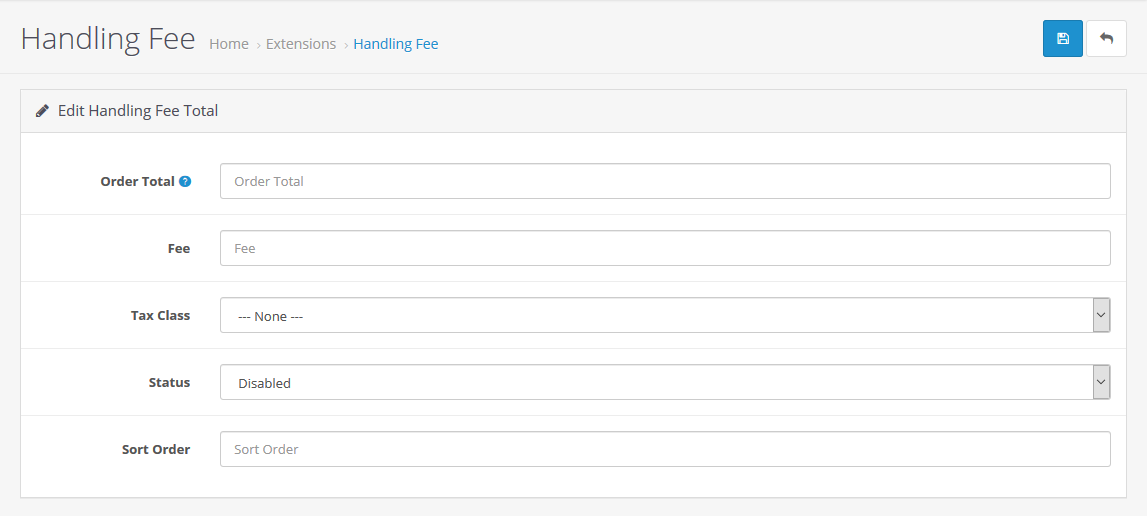 Handling Fee Home › Extensions › Handling Fee
Edit Handling Fee Total
Order Total ? Order Total
Fee Fee
Tax Class --- None ---
Status Disabled
Sort Order Sort Order